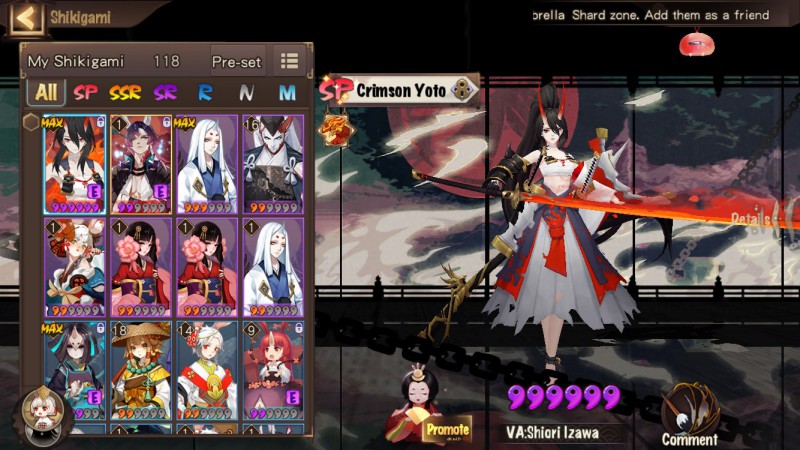 Shikigami
orella Shard zone. Add them as a friend
My Shikigami 118 Pre-set
All SP SSR SR R N M
SP Crimson Yoto
MAX 1 MAX 16
E E
1 1 1 1
MAX 18 14 9
E E
Details
999999
Promote
VA:Shiori Izawa
Comment